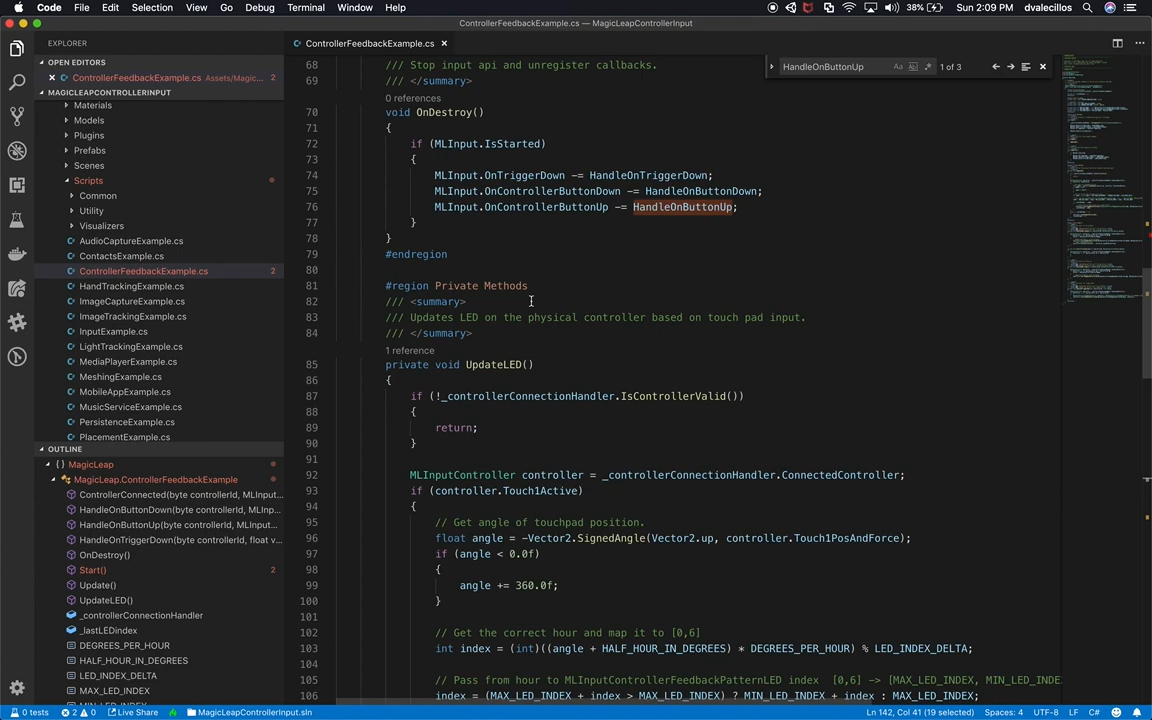 Code File Edit Selection View Go Debug Terminal Window Help 38% Sun 2:09 PM dvalecillos
ControllerFeedbackExample.cs — MagicLeapControllerInput
EXPLORER
OPEN EDITORS
ControllerFeedbackExample.cs Assets/Magic... 2
MAGICLEAPCONTROLLERINPUT
Materials
Models
Plugins
Prefabs
Scenes
Scripts
Common
Utility
Visualizers
AudioCaptureExample.cs
ContactsExample.cs
ControllerFeedbackExample.cs 2
HandTrackingExample.cs
ImageCaptureExample.cs
ImageTrackingExample.cs
InputExample.cs
LightTrackingExample.cs
MediaPlayerExample.cs
MeshingExample.cs
MobileAppExample.cs
MusicServiceExample.cs
PersistenceExample.cs
PlacementExample.cs
OUTLINE
{ } MagicLeap
MagicLeap.ControllerFeedbackExample
ControllerConnected(byte controllerId, MLInput...
HandleOnButtonDown(byte controllerId, MLInp...
HandleOnButtonUp(byte controllerId, MLInput...
HandleOnTriggerDown(byte controllerId, float v...
OnDestroy()
Start() 2
Update()
UpdateLED()
_controllerConnectionHandler
_lastLEDindex
DEGREES_PER_HOUR
HALF_HOUR_IN_DEGREES
LED_INDEX_DELTA
MAX_LED_INDEX
ControllerFeedbackExample.cs
HandleOnButtonUp Aa 1 of 3
68 /// Stop input api and unregister callbacks.
69 /// </summary>
0 references
70 void OnDestroy()
71 {
72 if (MLInput.IsStarted)
73 {
74 MLInput.OnTriggerDown -= HandleOnTriggerDown;
75 MLInput.OnControllerButtonDown -= HandleOnButtonDown;
76 MLInput.OnControllerButtonUp -= HandleOnButtonUp;
77 }
78 }
79 #endregion
80
81 #region Private Methods
82 /// <summary>
83 /// Updates LED on the physical controller based on touch pad input.
84 /// </summary>
1 reference
85 private void UpdateLED()
86 {
87 if (!_controllerConnectionHandler.IsControllerValid())
88 {
89 return;
90 }
91
92 MLInputController controller = _controllerConnectionHandler.ConnectedController;
93 if (controller.Touch1Active)
94 {
95 // Get angle of touchpad position.
96 float angle = -Vector2.SignedAngle(Vector2.up, controller.Touch1PosAndForce);
97 if (angle < 0.0f)
98 {
99 angle += 360.0f;
100 }
101
102 // Get the correct hour and map it to [0,6]
103 int index = (int)((angle + HALF_HOUR_IN_DEGREES) * DEGREES_PER_HOUR) % LED_INDEX_DELTA;
104
105 // Pass from hour to MLInputControllerFeedbackPatternLED index [0,6] -> [MAX_LED_INDEX, MIN_LED_INDE
106 index = (MAX_LED_INDEX + index > MAX_LED_INDEX) ? MIN_LED_INDEX + index : MAX_LED_INDEX;
0 tests 2 0 Live Share MagicLeapControllerInput.sln Ln 142, Col 41 (19 selected) Spaces: 4 UTF-8 LF C#